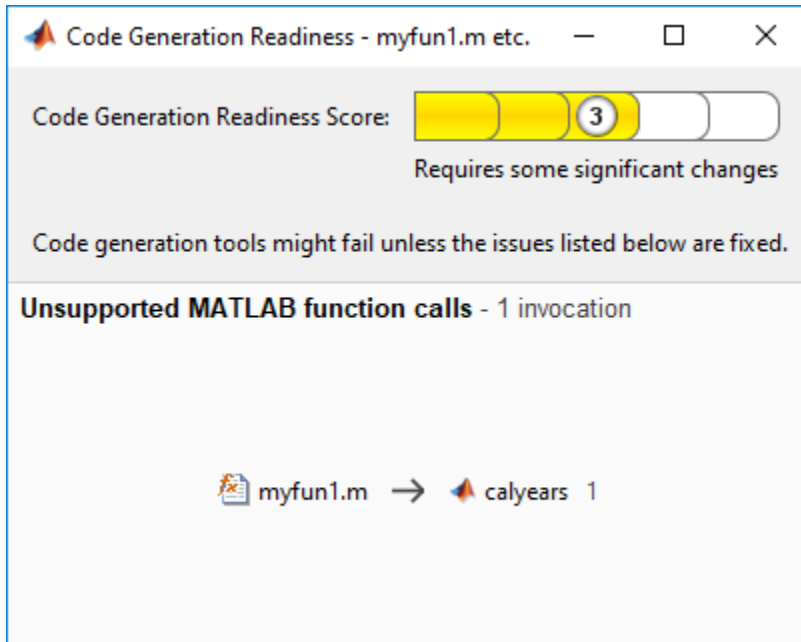 Code Generation Readiness - myfun1.m etc.
Code Generation Readiness Score:
3
Requires some significant changes
Code generation tools might fail unless the issues listed below are fixed.
Unsupported MATLAB function calls - 1 invocation
myfun1.m → calyears 1